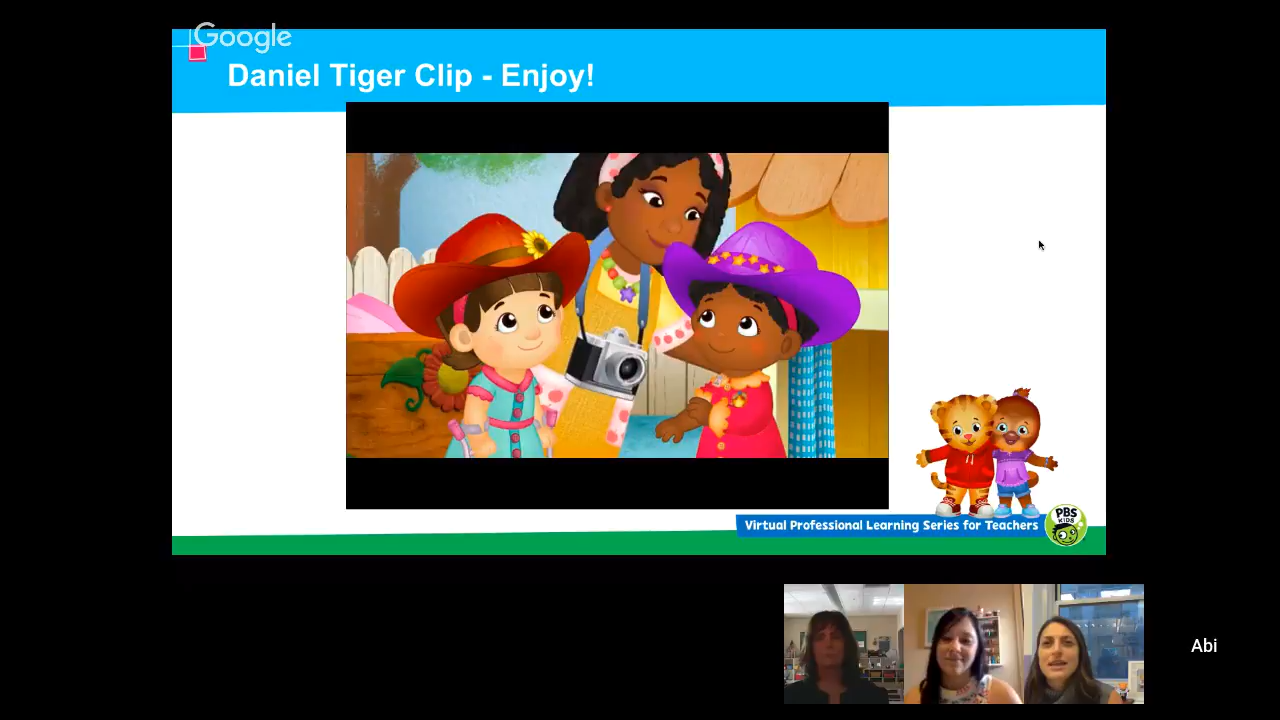 Google
Daniel Tiger Clip - Enjoy!
Virtual Professional Learning Series for Teachers
PBS
KIDS
Abi